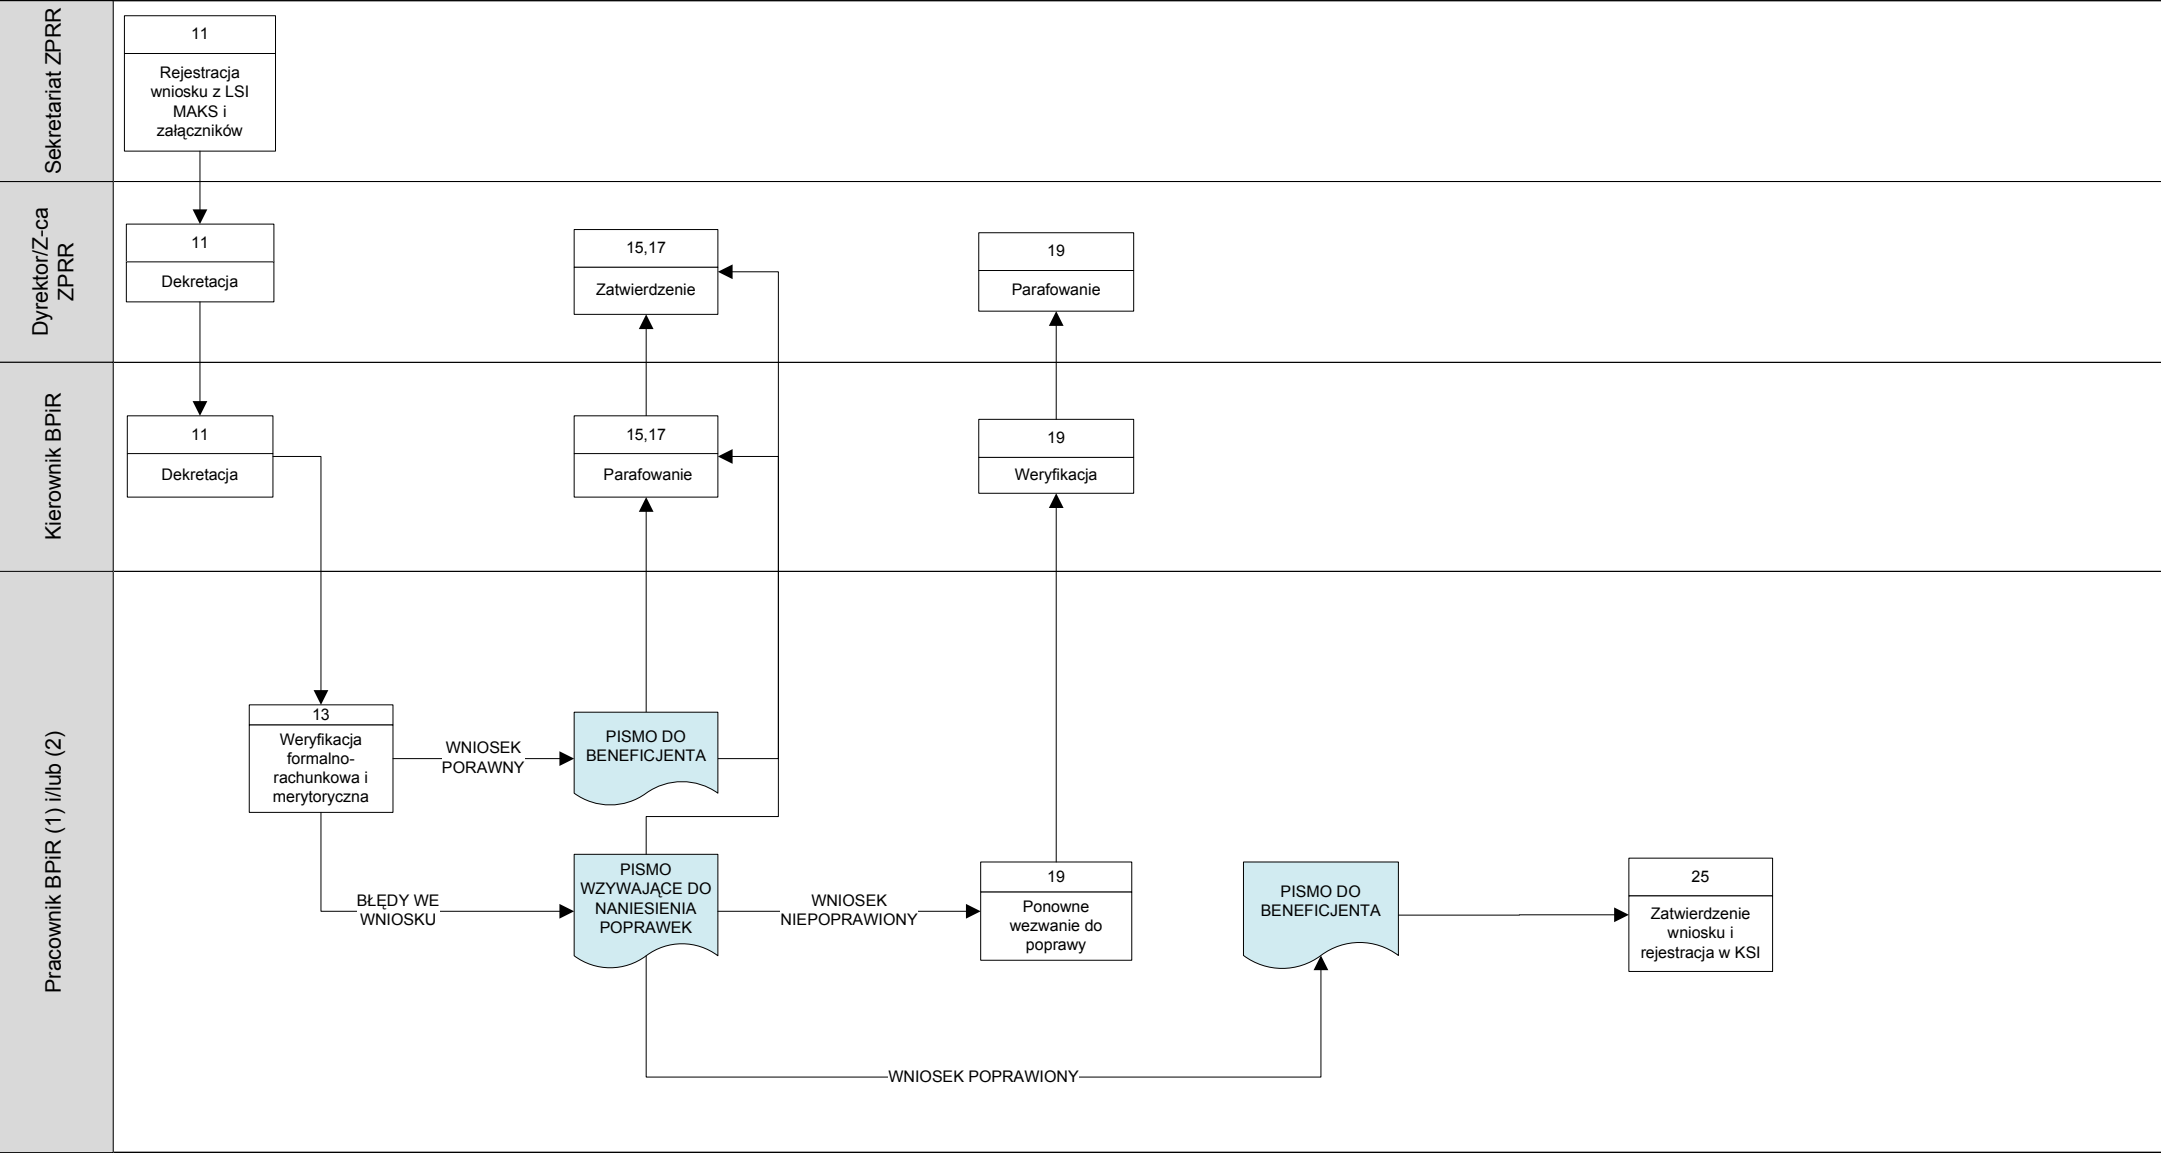 Sekretariat ZPRR
11
Rejestracja
wniosku z LSI
MAKS i
załączników
Dyrektor/Z-ca
ZPRR
11
Dekretacja
15,17
Zatwierdzenie
19
Parafowanie
Kierownik BPiR
11
Dekretacja
15,17
Parafowanie
19
Weryfikacja
Pracownik BPiR (1) i/lub (2)
13
Weryfikacja
formalno-
rachunkowa i
merytoryczna
WNIOSEK
PORAWNY
PISMO DO
BENEFICJENTA
BŁĘDY WE
WNIOSKU
PISMO
WZYWAJĄCE DO
NANIESIENIA
POPRAWEK
WNIOSEK
NIEPOPRAWIONY
19
Ponowne
wezwanie do
poprawy
PISMO DO
BENEFICJENTA
25
Zatwierdzenie
wniosku i
rejestracja w KSI
WNIOSEK POPRAWIONY